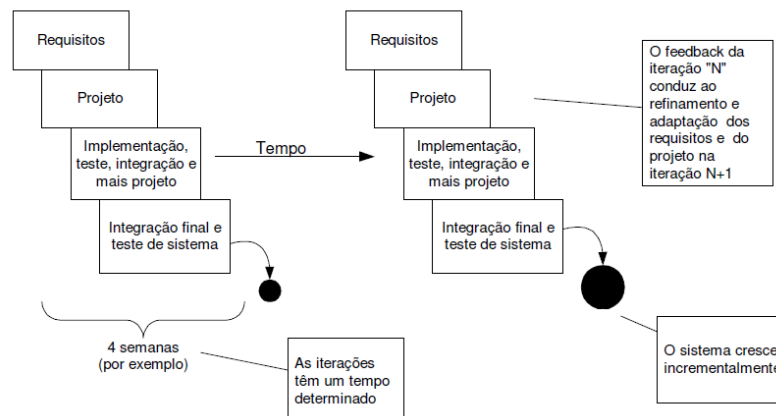 Requisitos
Projeto
Implementação,
teste, integração e
mais projeto
Integração final e
teste de sistema
4 semanas
(por exemplo)
As iterações
têm um tempo
determinado
Tempo
Requisitos
Projeto
Implementação,
teste, integração e
mais projeto
Integração final e
teste de sistema
O feedback da
iteração "N"
conduz ao
refinamento e
adaptação dos
requisitos e do
projeto na
iteração N+1
O sistema cresce
incrementalmente